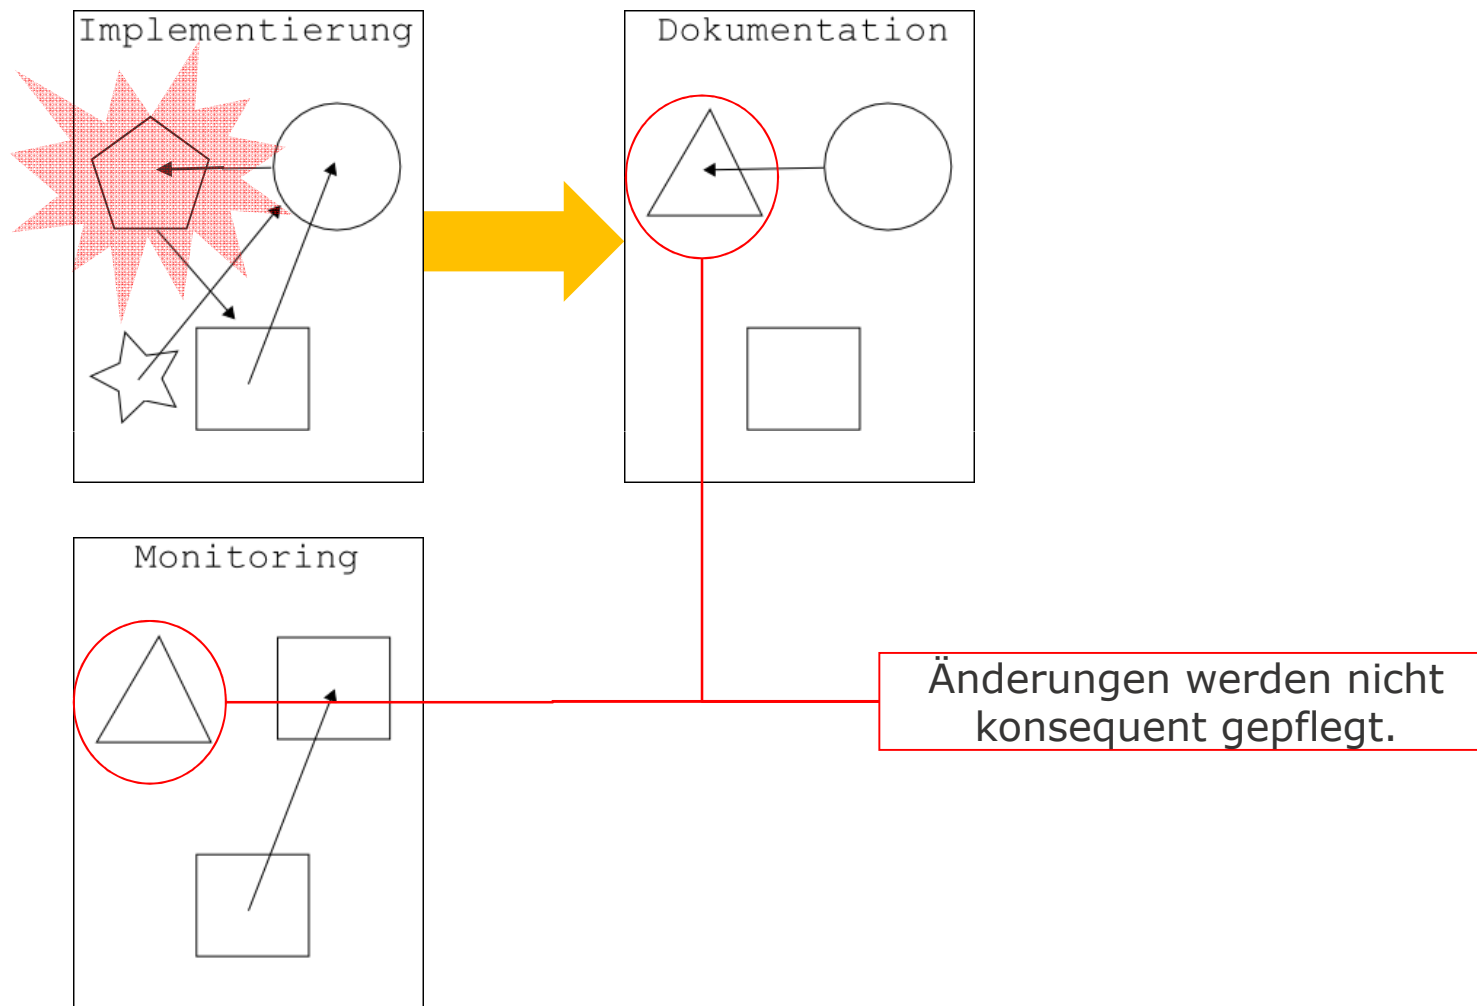 Implementierung
Dokumentation
Monitoring
Änderungen werden nicht
konsequent gepflegt.